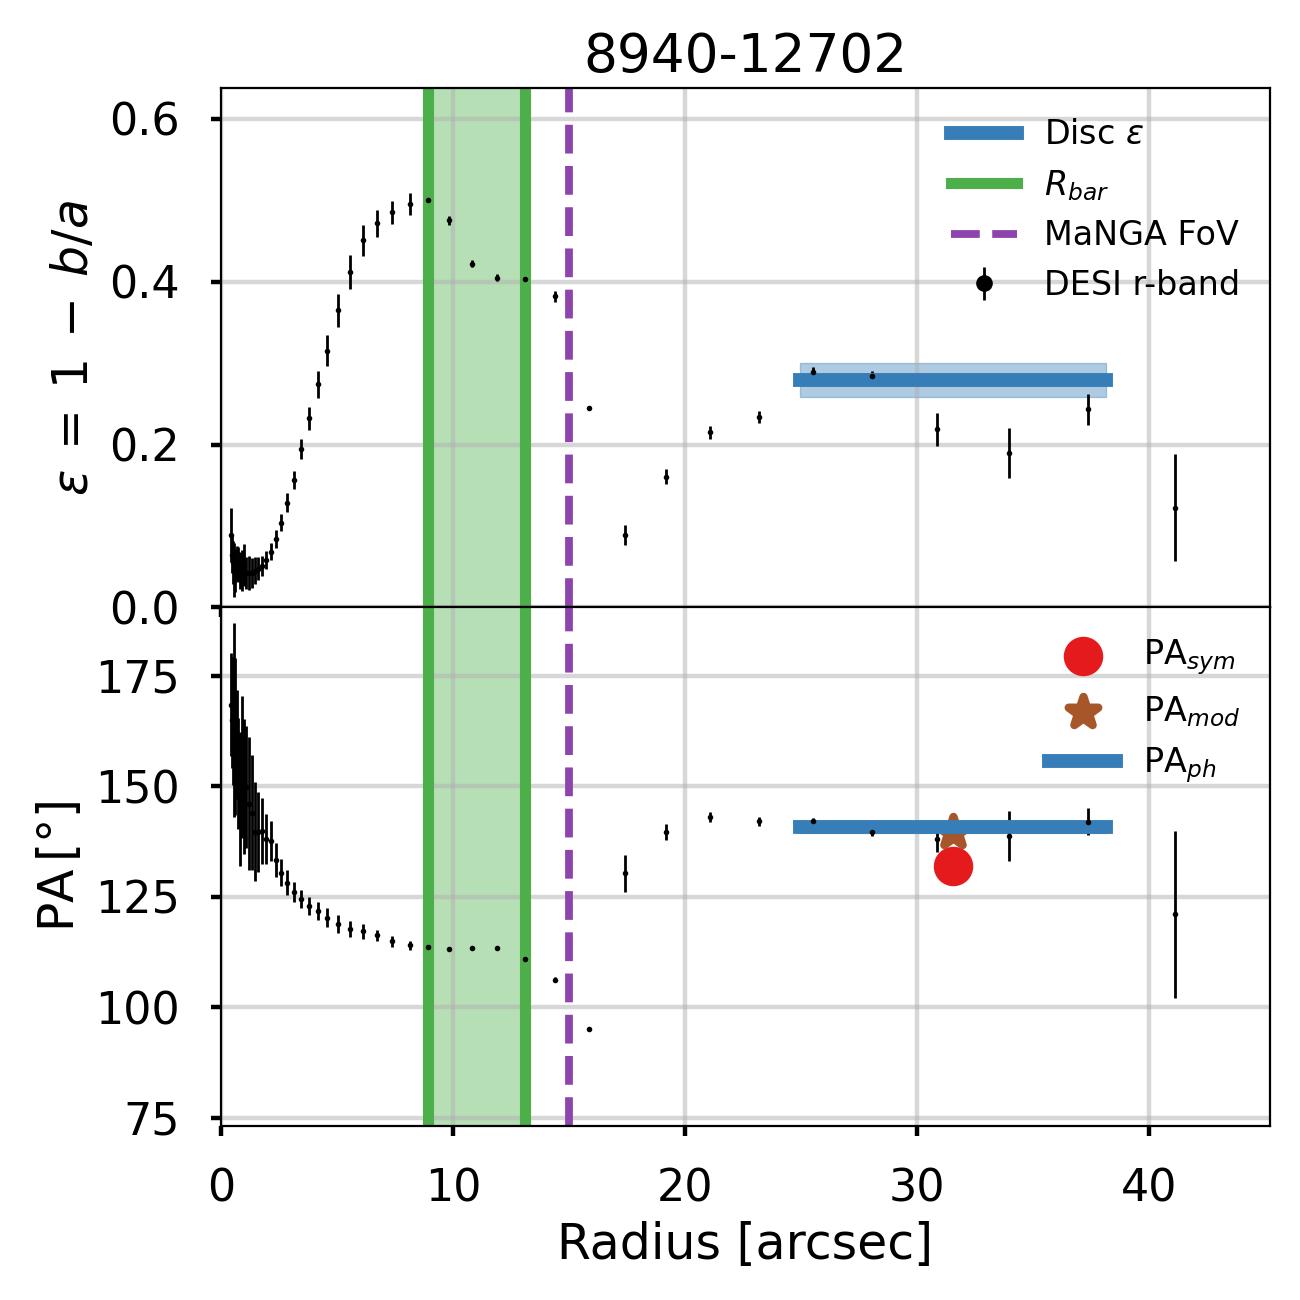 8940-12702
0.6
0.4
0.2
0.0
ε = 1 − b/a
Disc ε
R_bar
MaNGA FoV
DESI r-band
175
150
125
100
75
PA [°]
PA_sym
PA_mod
PA_ph
0 10 20 30 40
Radius [arcsec]